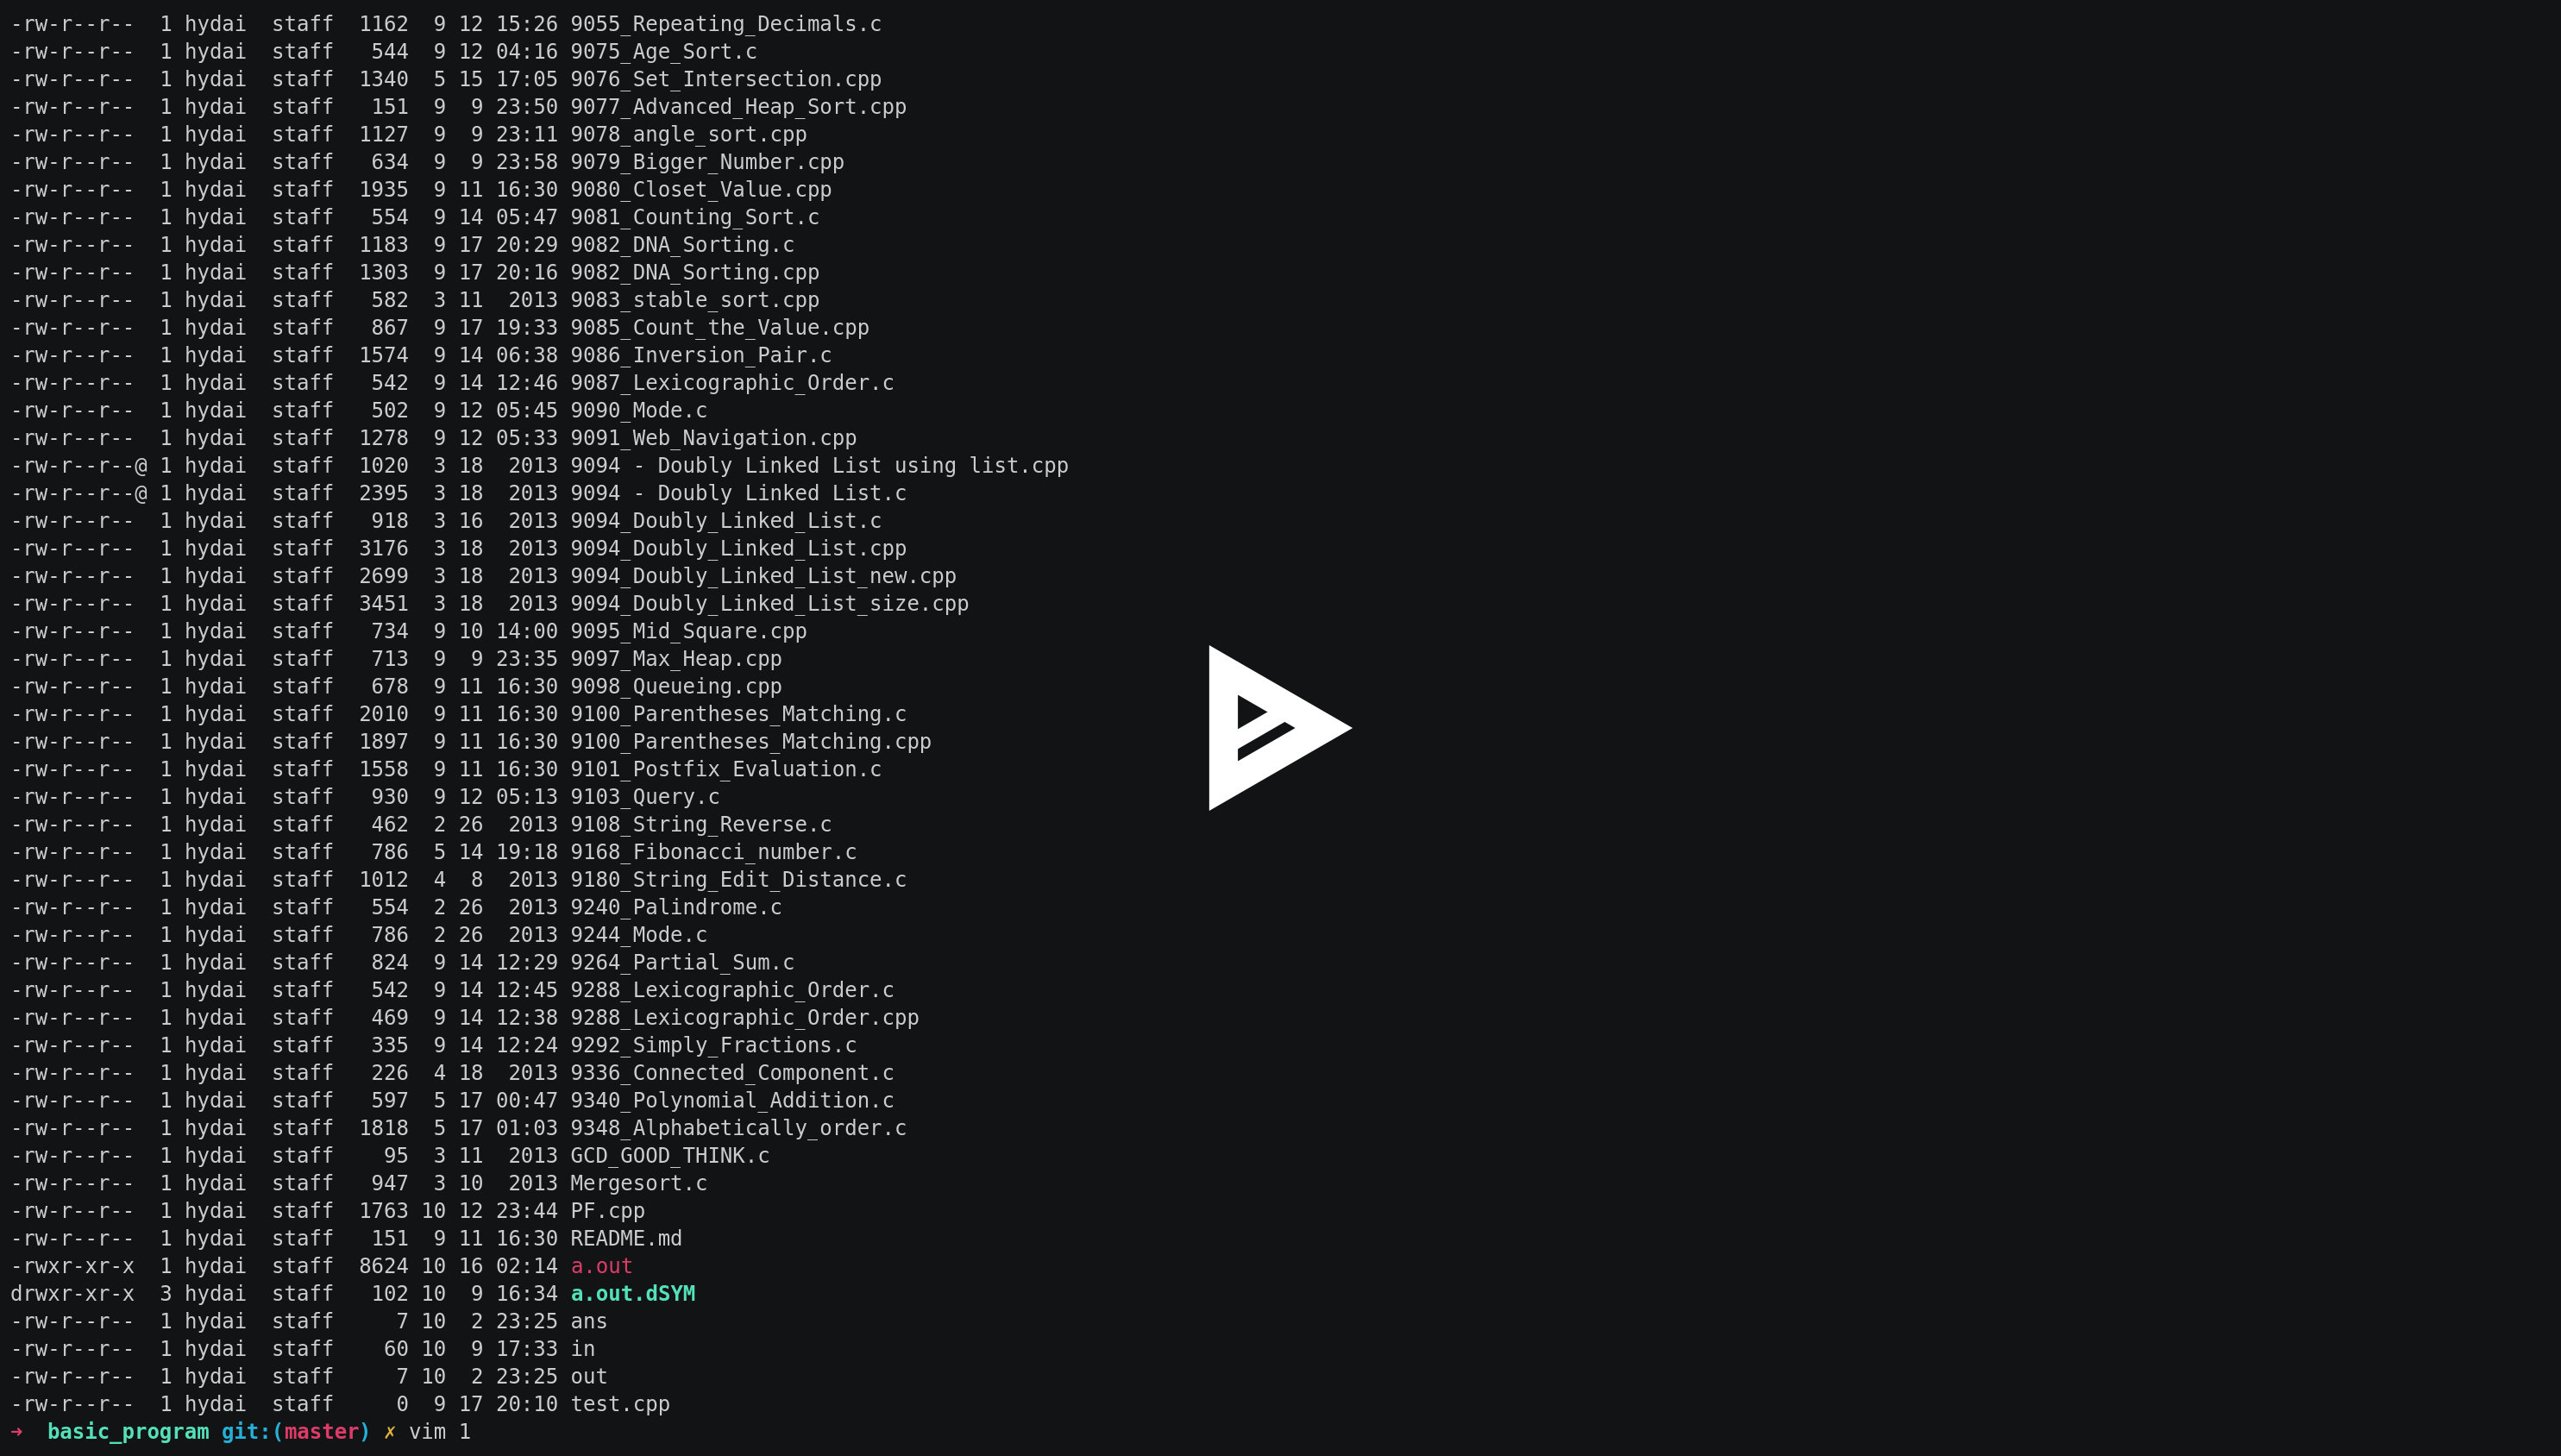 -rw-r--r--  1 hydai  staff  1162  9 12 15:26 9055_Repeating_Decimals.c
-rw-r--r--  1 hydai  staff   544  9 12 04:16 9075_Age_Sort.c
-rw-r--r--  1 hydai  staff  1340  5 15 17:05 9076_Set_Intersection.cpp
-rw-r--r--  1 hydai  staff   151  9  9 23:50 9077_Advanced_Heap_Sort.cpp
-rw-r--r--  1 hydai  staff  1127  9  9 23:11 9078_angle_sort.cpp
-rw-r--r--  1 hydai  staff   634  9  9 23:58 9079_Bigger_Number.cpp
-rw-r--r--  1 hydai  staff  1935  9 11 16:30 9080_Closet_Value.cpp
-rw-r--r--  1 hydai  staff   554  9 14 05:47 9081_Counting_Sort.c
-rw-r--r--  1 hydai  staff  1183  9 17 20:29 9082_DNA_Sorting.c
-rw-r--r--  1 hydai  staff  1303  9 17 20:16 9082_DNA_Sorting.cpp
-rw-r--r--  1 hydai  staff   582  3 11  2013 9083_stable_sort.cpp
-rw-r--r--  1 hydai  staff   867  9 17 19:33 9085_Count_the_Value.cpp
-rw-r--r--  1 hydai  staff  1574  9 14 06:38 9086_Inversion_Pair.c
-rw-r--r--  1 hydai  staff   542  9 14 12:46 9087_Lexicographic_Order.c
-rw-r--r--  1 hydai  staff   502  9 12 05:45 9090_Mode.c
-rw-r--r--  1 hydai  staff  1278  9 12 05:33 9091_Web_Navigation.cpp
-rw-r--r--@ 1 hydai  staff  1020  3 18  2013 9094 - Doubly Linked List using list.cpp
-rw-r--r--@ 1 hydai  staff  2395  3 18  2013 9094 - Doubly Linked List.c
-rw-r--r--  1 hydai  staff   918  3 16  2013 9094_Doubly_Linked_List.c
-rw-r--r--  1 hydai  staff  3176  3 18  2013 9094_Doubly_Linked_List.cpp
-rw-r--r--  1 hydai  staff  2699  3 18  2013 9094_Doubly_Linked_List_new.cpp
-rw-r--r--  1 hydai  staff  3451  3 18  2013 9094_Doubly_Linked_List_size.cpp
-rw-r--r--  1 hydai  staff   734  9 10 14:00 9095_Mid_Square.cpp
-rw-r--r--  1 hydai  staff   713  9  9 23:35 9097_Max_Heap.cpp
-rw-r--r--  1 hydai  staff   678  9 11 16:30 9098_Queueing.cpp
-rw-r--r--  1 hydai  staff  2010  9 11 16:30 9100_Parentheses_Matching.c
-rw-r--r--  1 hydai  staff  1897  9 11 16:30 9100_Parentheses_Matching.cpp
-rw-r--r--  1 hydai  staff  1558  9 11 16:30 9101_Postfix_Evaluation.c
-rw-r--r--  1 hydai  staff   930  9 12 05:13 9103_Query.c
-rw-r--r--  1 hydai  staff   462  2 26  2013 9108_String_Reverse.c
-rw-r--r--  1 hydai  staff   786  5 14 19:18 9168_Fibonacci_number.c
-rw-r--r--  1 hydai  staff  1012  4  8  2013 9180_String_Edit_Distance.c
-rw-r--r--  1 hydai  staff   554  2 26  2013 9240_Palindrome.c
-rw-r--r--  1 hydai  staff   786  2 26  2013 9244_Mode.c
-rw-r--r--  1 hydai  staff   824  9 14 12:29 9264_Partial_Sum.c
-rw-r--r--  1 hydai  staff   542  9 14 12:45 9288_Lexicographic_Order.c
-rw-r--r--  1 hydai  staff   469  9 14 12:38 9288_Lexicographic_Order.cpp
-rw-r--r--  1 hydai  staff   335  9 14 12:24 9292_Simply_Fractions.c
-rw-r--r--  1 hydai  staff   226  4 18  2013 9336_Connected_Component.c
-rw-r--r--  1 hydai  staff   597  5 17 00:47 9340_Polynomial_Addition.c
-rw-r--r--  1 hydai  staff  1818  5 17 01:03 9348_Alphabetically_order.c
-rw-r--r--  1 hydai  staff    95  3 11  2013 GCD_GOOD_THINK.c
-rw-r--r--  1 hydai  staff   947  3 10  2013 Mergesort.c
-rw-r--r--  1 hydai  staff  1763 10 12 23:44 PF.cpp
-rw-r--r--  1 hydai  staff   151  9 11 16:30 README.md
-rwxr-xr-x  1 hydai  staff  8624 10 16 02:14 a.out
drwxr-xr-x  3 hydai  staff   102 10  9 16:34 a.out.dSYM
-rw-r--r--  1 hydai  staff     7 10  2 23:25 ans
-rw-r--r--  1 hydai  staff    60 10  9 17:33 in
-rw-r--r--  1 hydai  staff     7 10  2 23:25 out
-rw-r--r--  1 hydai  staff     0  9 17 20:10 test.cpp
➜  basic_program git:(master) ✗ vim 1